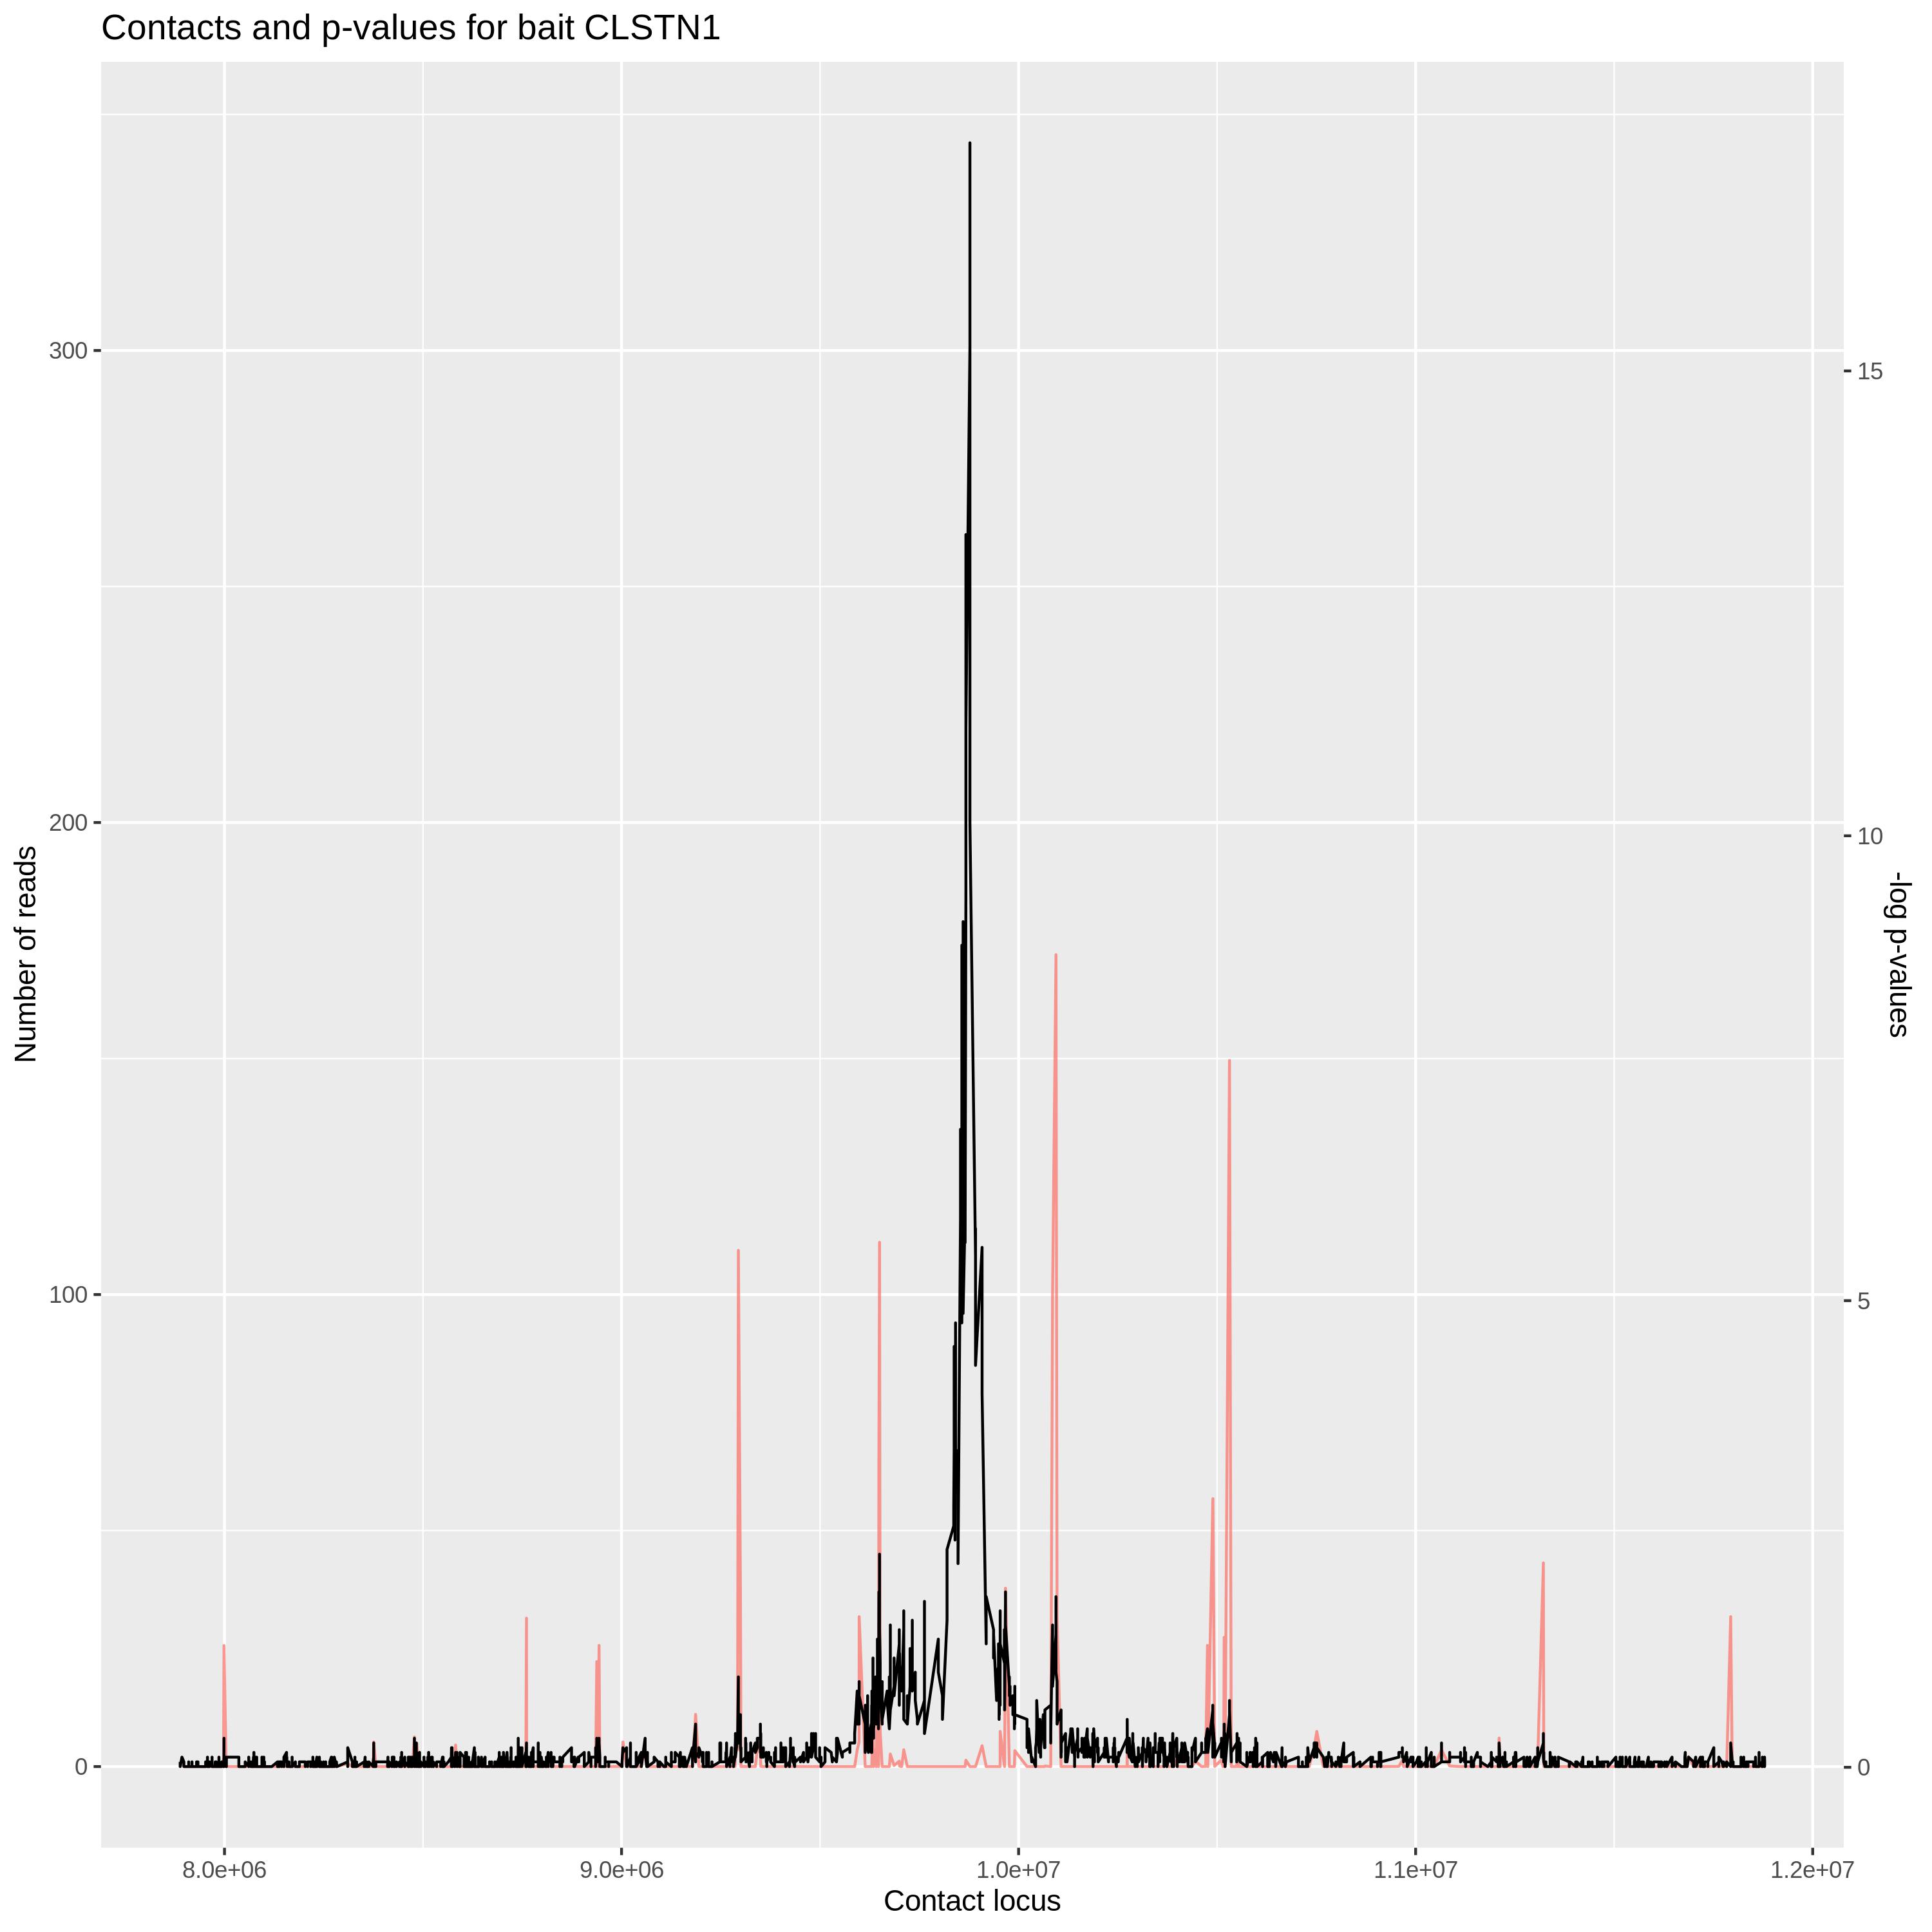 Contacts and p-values for bait CLSTN1
Number of reads
300
200
100
0
15
10
5
0
-log p-values
8.0e+06
9.0e+06
1.0e+07
1.1e+07
1.2e+07
Contact locus